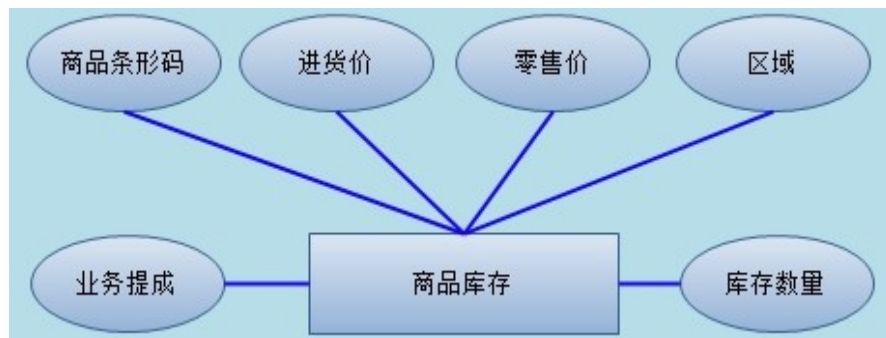 商品条形码
进货价
零售价
区域
业务提成
商品库存
库存数量